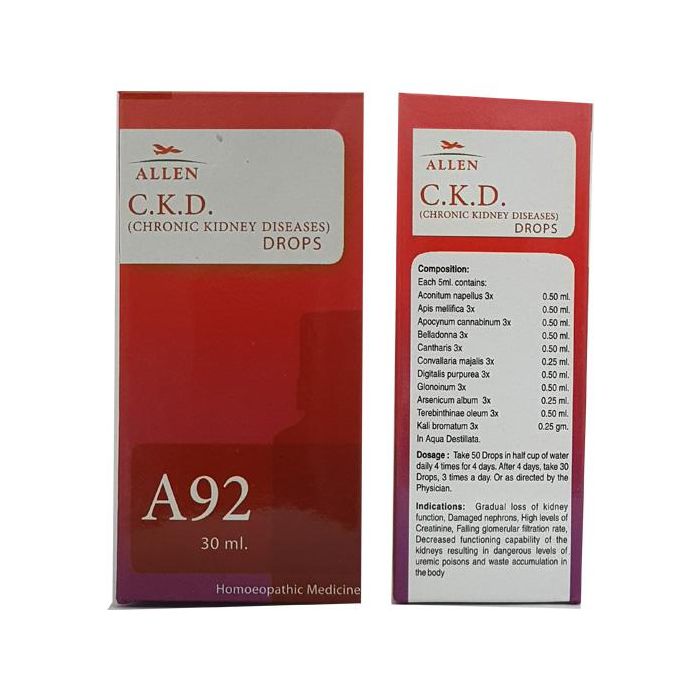 ALLEN
C.K.D.
(CHRONIC KIDNEY DISEASES)
DROPS
A92
30 ml.
Homoeopathic Medicine
ALLEN
C.K.D.
(CHRONIC KIDNEY DISEASES)
DROPS
Composition:
Each 5ml. contains:
Aconitum napellus 3x 0.50 ml.
Apis mellifica 3x 0.50 ml.
Apocynum cannabinum 3x 0.50 ml.
Belladonna 3x 0.50 ml.
Cantharis 3x 0.50 ml.
Convallaria majalis 3x 0.25 ml.
Digitalis purpurea 3x 0.50 ml.
Glonoinum 3x 0.50 ml.
Arsenicum album 3x 0.25 ml.
Terebinthinae oleum 3x 0.50 ml.
Kali bromatum 3x 0.25 gm.
In Aqua Destillata.
Dosage : Take 50 Drops in half cup of water
daily 4 times for 4 days. After 4 days, take 30
Drops, 3 times a day. Or as directed by the
Physician.
Indications: Gradual loss of kidney
function, Damaged nephrons, High levels of
Creatinine, Falling glomerular filtration rate,
Decreased functioning capability of the
kidneys resulting in dangerous levels of
uremic poisons and waste accumulation in
the body